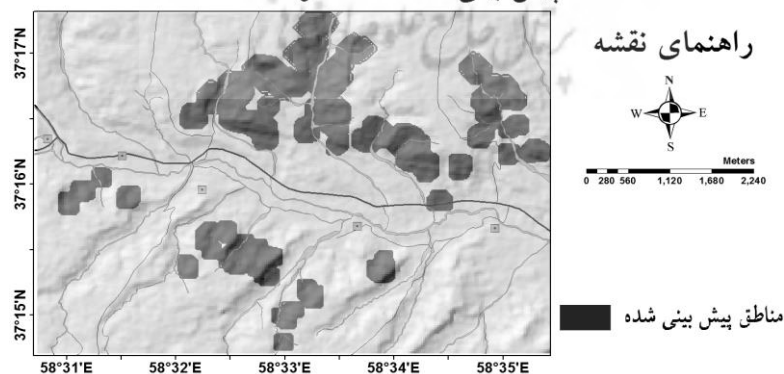 راهنمای نقشه
N
W E
S
Meters
0 280 560 1,120 1,680 2,240
مناطق پیش بینی شده
37°17'
37°16'
37°15'
58°31'E 58°32'E 58°33'E 58°34'E 58°35'E